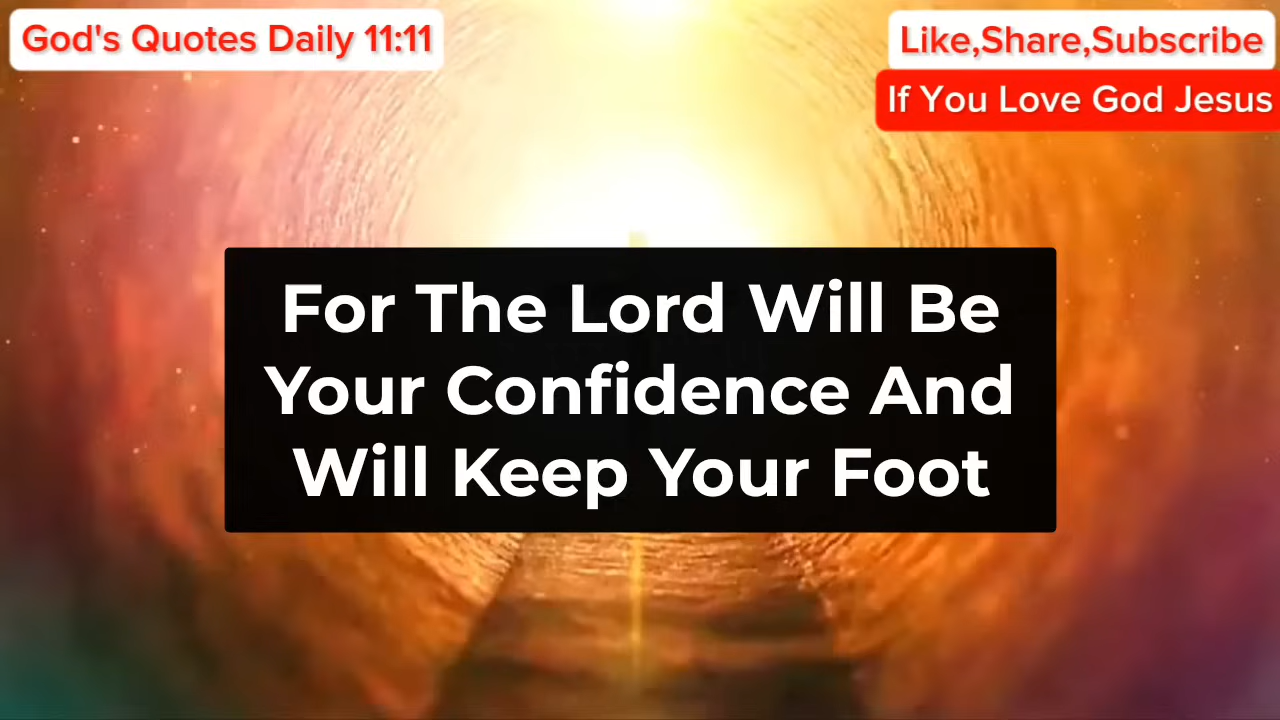 God's Quotes Daily 11:11
Like,Share,Subscribe
If You Love God Jesus
For The Lord Will Be
Your Confidence And
Will Keep Your Foot